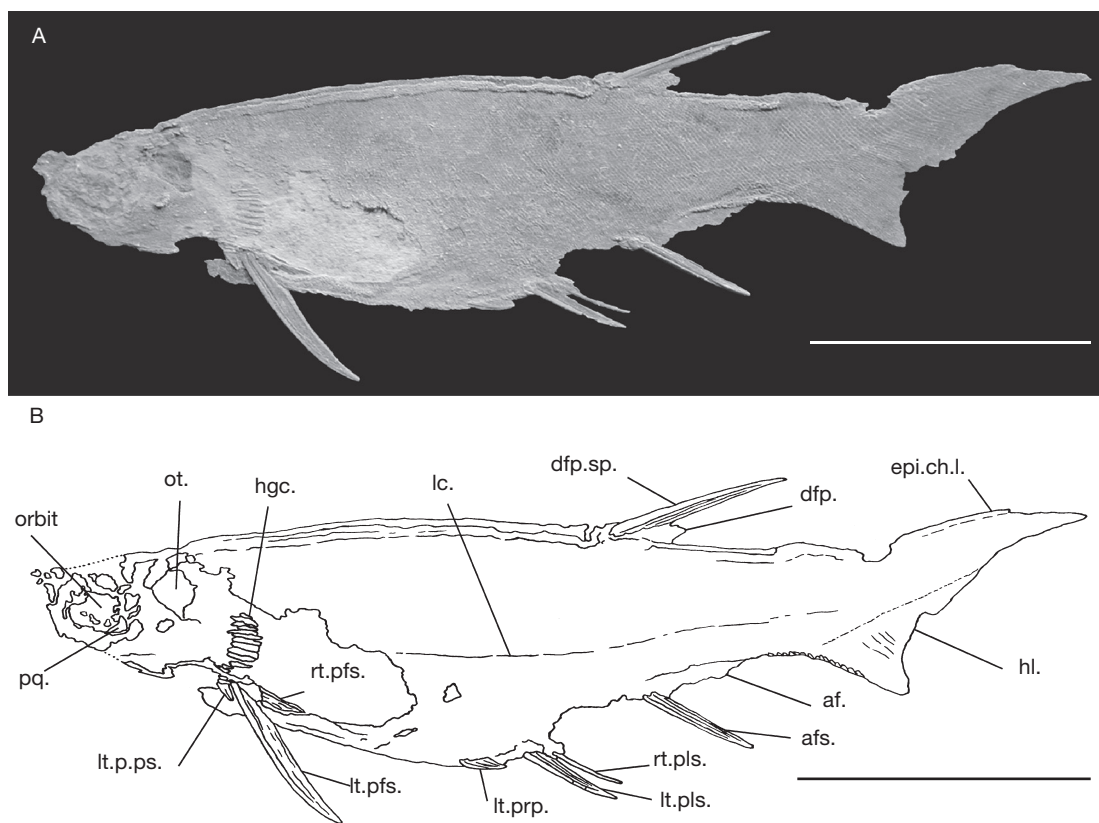 A
B
dfp.sp.
epi.ch.l.
ot.
hgc.
lc.
dfp.
orbit
pq.
rt.pfs.
hl.
af.
afs.
lt.p.ps.
rt.pls.
lt.pfs.
lt.prp.
lt.pls.